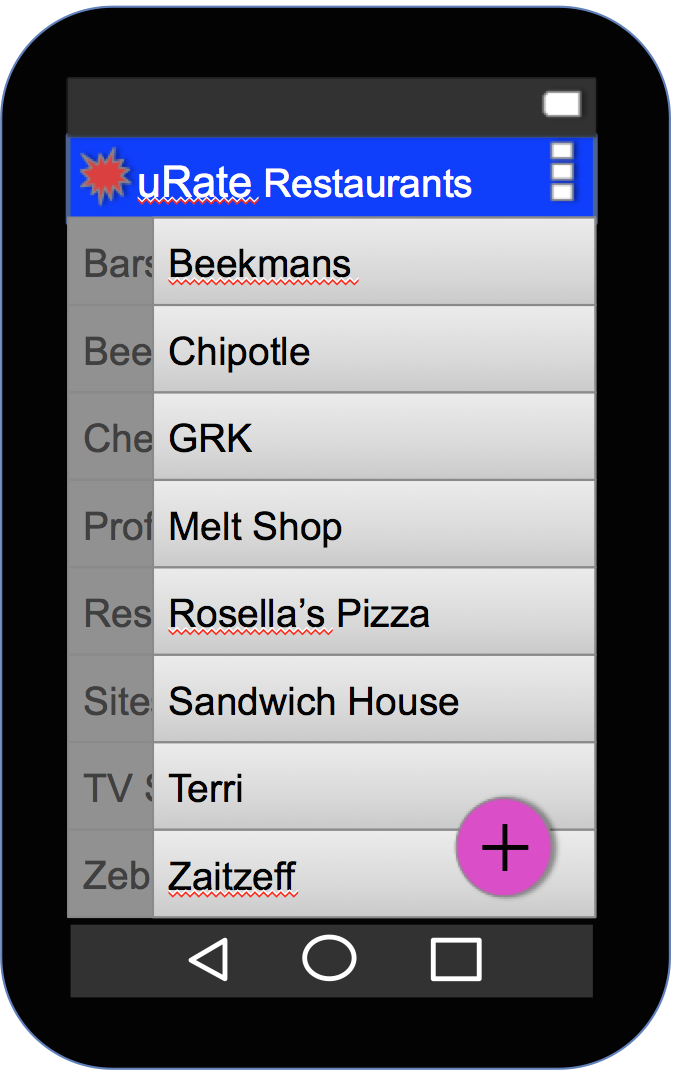 uRate Restaurants
Bars Beekmans
Bee Chipotle
Che GRK
Prof Melt Shop
Res Rosella’s Pizza
Sites Sandwich House
TV S Terri
Zeb Zaitzeff